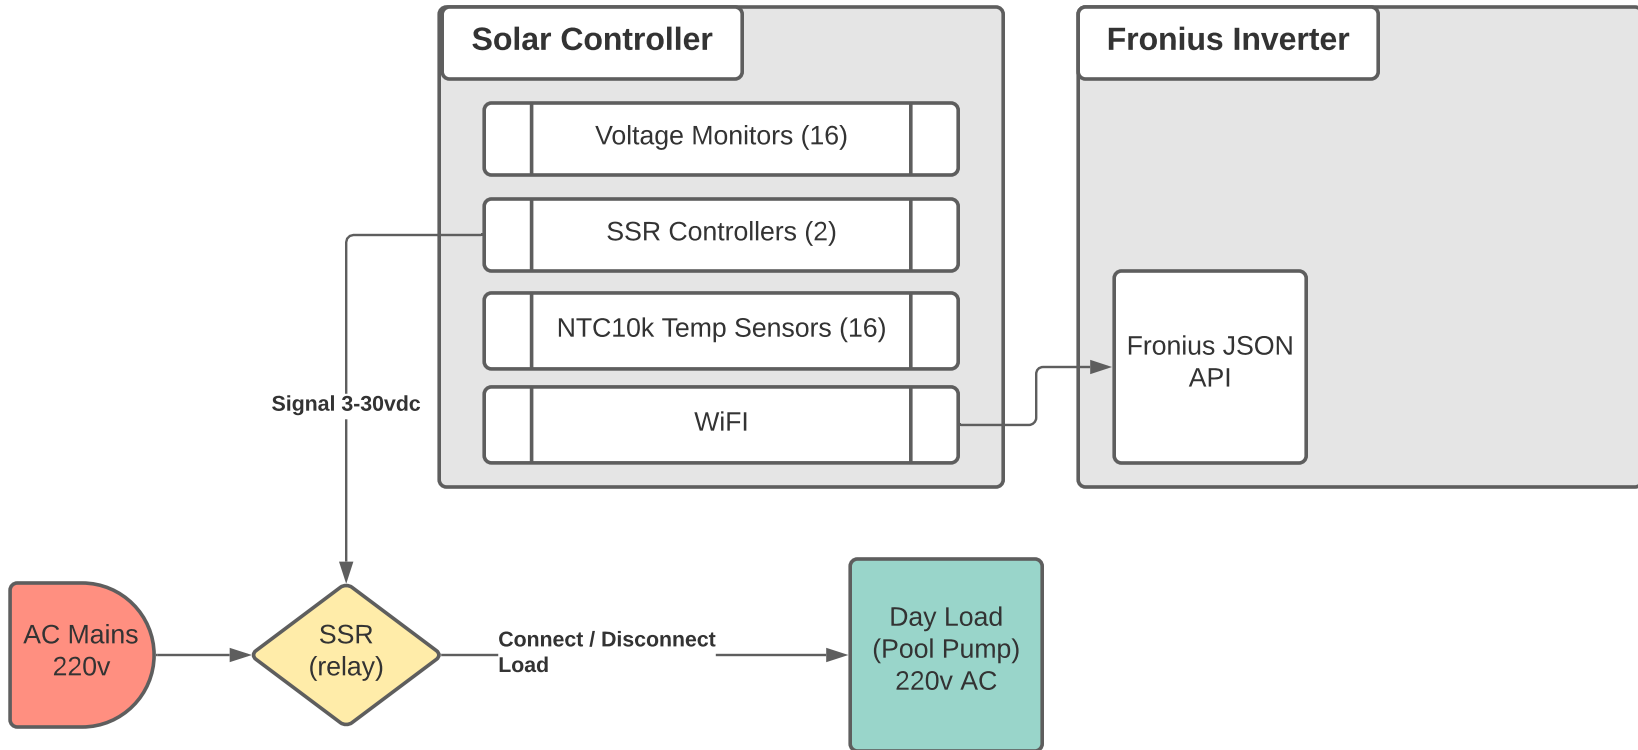 Solar Controller
Fronius Inverter
Voltage Monitors (16)
SSR Controllers (2)
NTC10k Temp Sensors (16)
WiFI
Fronius JSON
API
Signal 3-30vdc
AC Mains
220v
SSR
(relay)
Connect / Disconnect
Load
Day Load
(Pool Pump)
220v AC